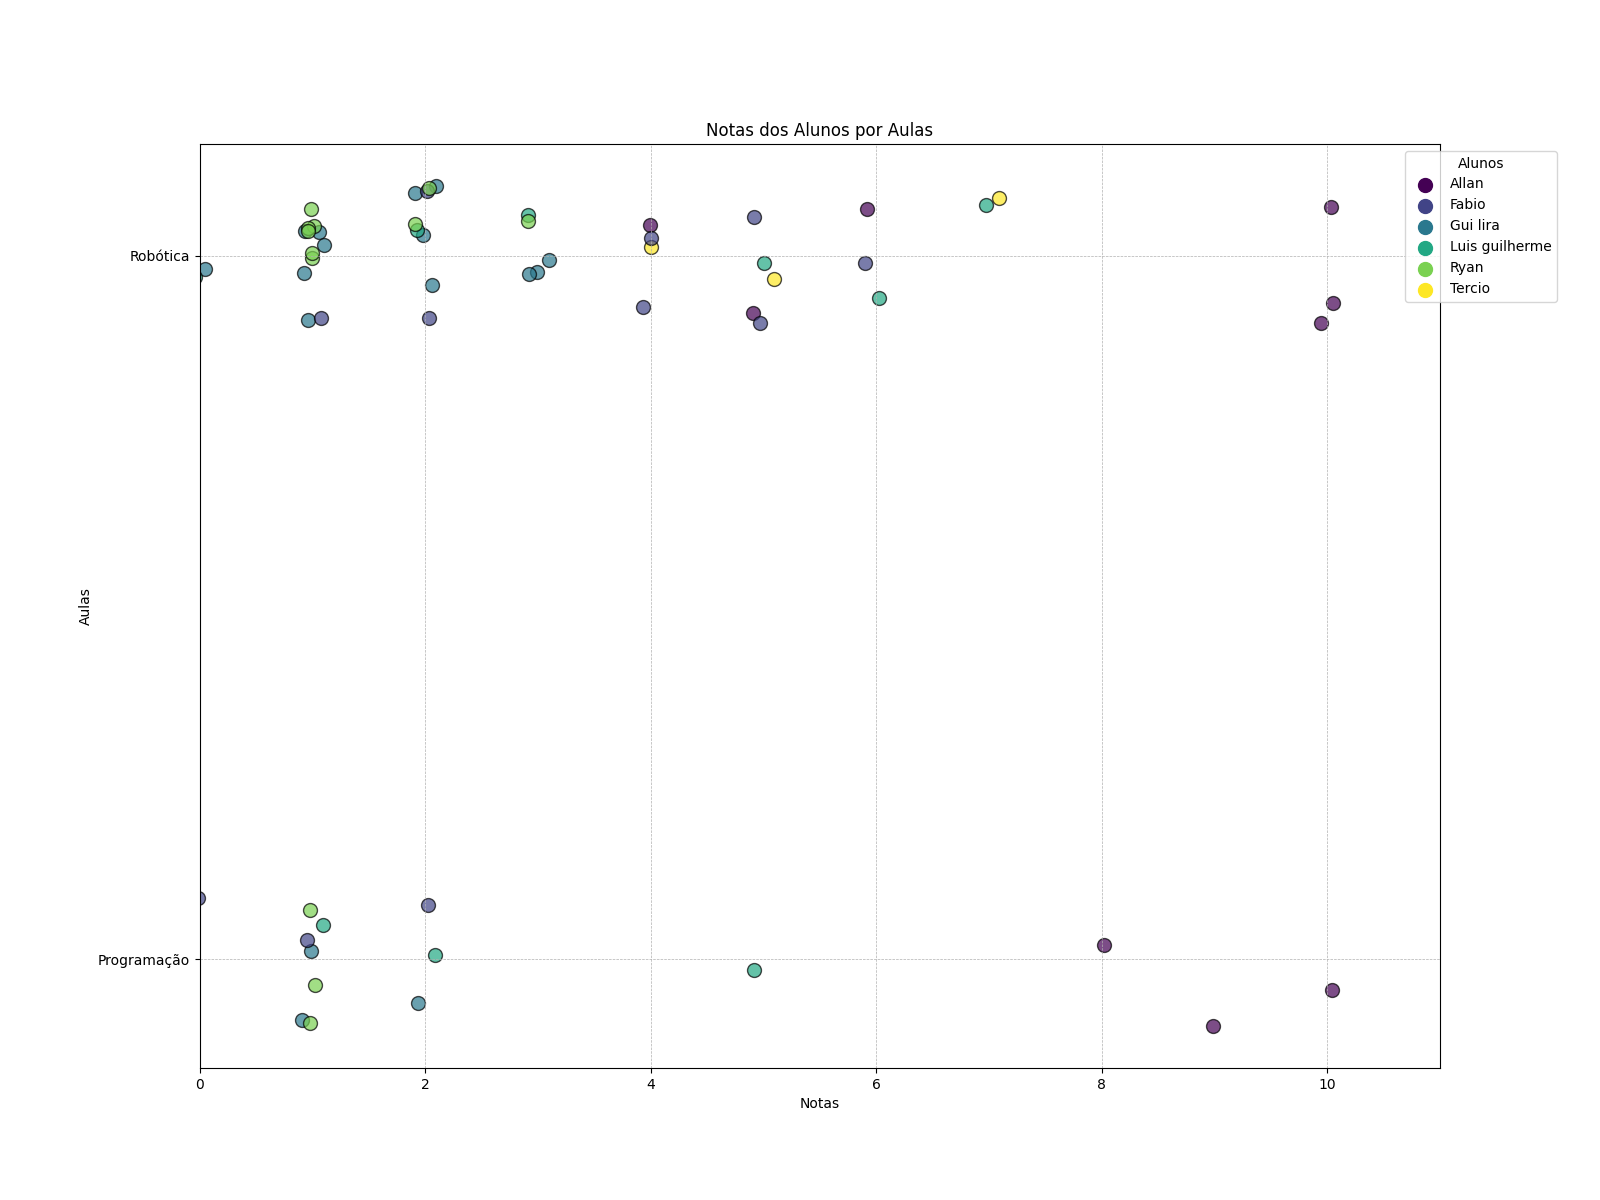 Notas dos Alunos por Aulas
Alunos
Allan
Fabio
Gui lira
Luis guilherme
Ryan
Tercio
Robótica
Aulas
Programação
0 2 4 6 8 10
Notas